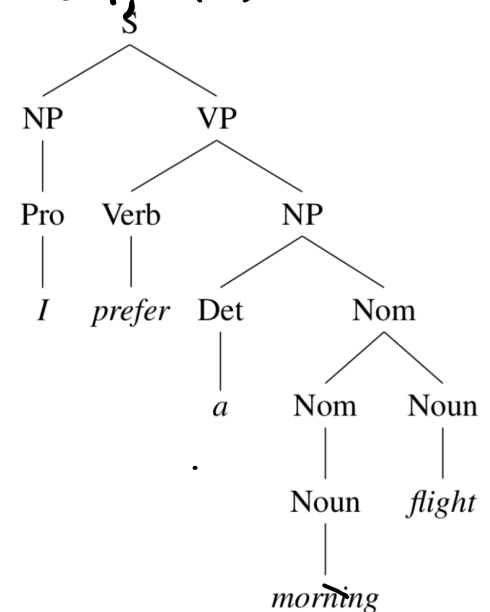 S
NP VP
Pro Verb NP
I prefer Det Nom
a Nom Noun
Noun flight
morning